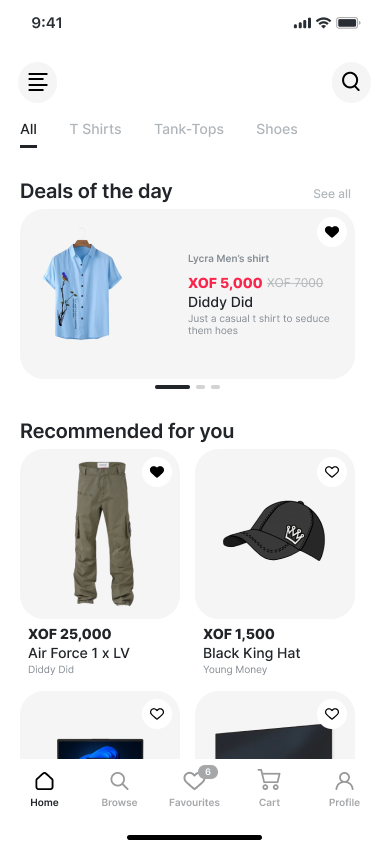 9:41
All T Shirts Tank-Tops Shoes
Deals of the day See all
Lycra Men's shirt
XOF 5,000 XOF 7000
Diddy Did
Just a casual t shirt to seduce
them hoes
Recommended for you
XOF 25,000 XOF 1,500
Air Force 1 x LV Black King Hat
Diddy Did Young Money
6
Home Browse Favourites Cart Profile